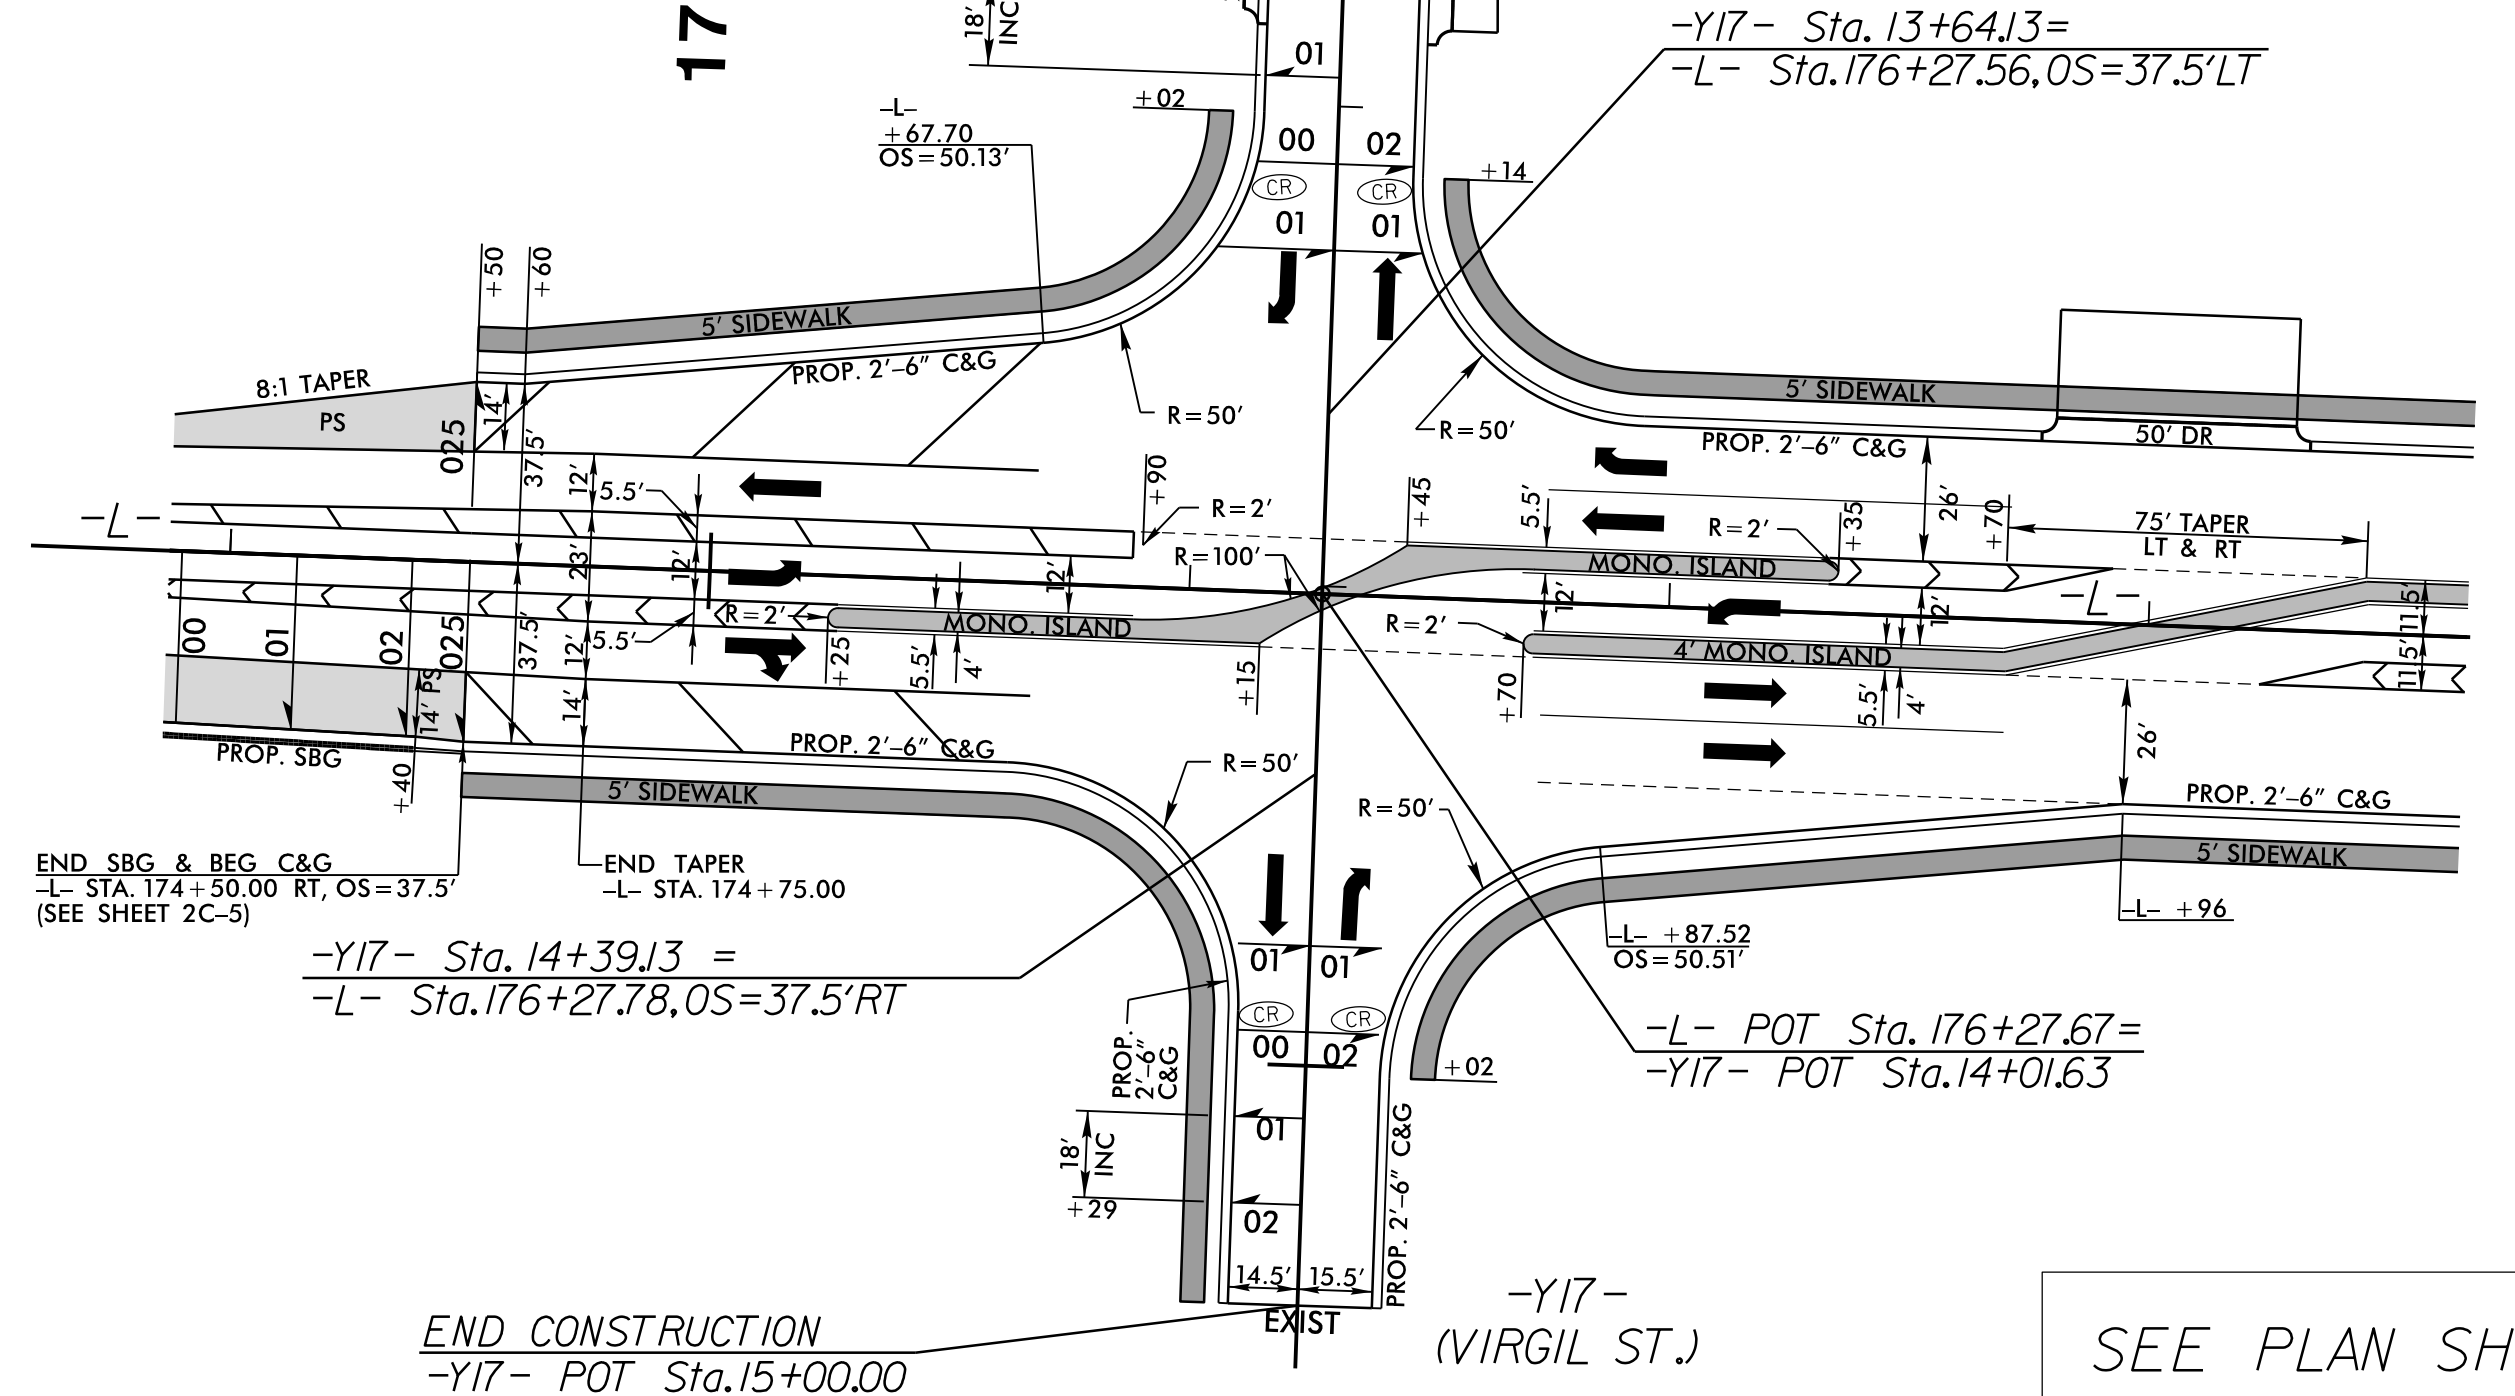 17
18'
INC
01
-Y17- Sta. 13+64.13=
-L- Sta.176+27.56,OS=37.5'LT
+02
-L-
+67.70
OS=50.13'
00
02
CR
CR
01
01
+14
+50
+60
5' SIDEWALK
PROP. 2'-6" C&G
8:1 TAPER
PS
14'
025
37.5'
12'
R=50'
R=50'
5' SIDEWALK
PROP. 2'-6" C&G
50' DR
-L-
5.5'
+90
R=2'
+45
5.5'
R=2'
+35
26'
+70
75' TAPER
LT & RT
23'
12'
12'
R=100'
MONO. ISLAND
12'
12'
-L-
11.5'
00
01
02
025
37.5'
12'
5.5'
R=2'
MONO. ISLAND
R=2'
4' MONO. ISLAND
11.5'
14' PS
14'
+25
5.5'
4'
+15
+70
5.5'
4'
PROP. SBG
PROP. 2'-6" C&G
R=50'
26'
+40
5' SIDEWALK
R=50'
PROP. 2'-6" C&G
5' SIDEWALK
END SBG & BEG C&G
-L- STA. 174+50.00 RT, OS=37.5'
(SEE SHEET 2C-5)
END TAPER
-L- STA. 174+75.00
-L- +96
-L- +87.52
OS=50.51'
-Y17- Sta. 14+39.13 =
-L- Sta.176+27.78,OS=37.5'RT
01
01
CR
CR
00
02
PROP.
2'-6"
C&G
-L- POT Sta. 176+27.67=
-Y17- POT Sta.14+01.63
+02
01
18'
INC
+29
02
PROP. 2'-6" C&G
14.5'
15.5'
EXIST
END CONSTRUCTION
-Y17- POT Sta.15+00.00
-Y17-
(VIRGIL ST.)
SEE PLAN SH